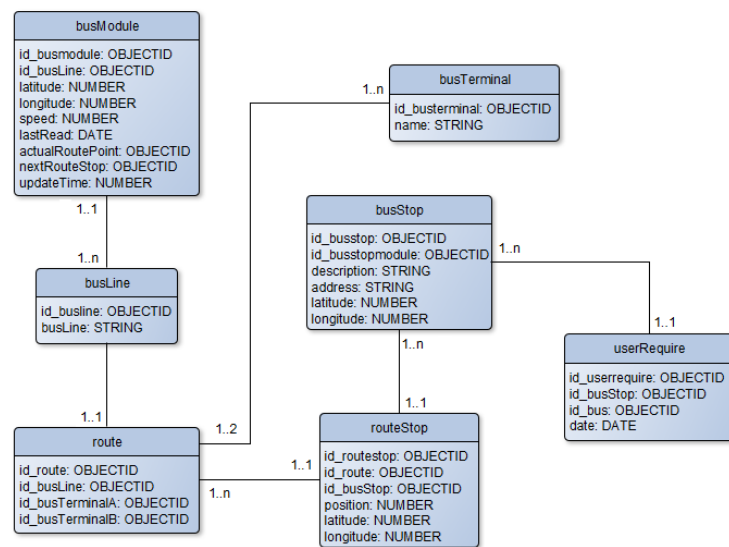 busModule
id_busmodule: OBJECTID
id_busLine: OBJECTID
latitude: NUMBER
longitude: NUMBER
speed: NUMBER
lastRead: DATE
actualRoutePoint: OBJECTID
nextRouteStop: OBJECTID
updateTime: NUMBER
1..1
1..n
busLine
id_busline: OBJECTID
busLine: STRING
1..1
route
id_route: OBJECTID
id_busLine: OBJECTID
id_busTerminalA: OBJECTID
id_busTerminalB: OBJECTID
1..2
1..n
busTerminal
id_busterminal: OBJECTID
name: STRING
1..n
1..1
busStop
id_busstop: OBJECTID
id_busstopmodule: OBJECTID
description: STRING
address: STRING
latitude: NUMBER
longitude: NUMBER
1..n
1..1
routeStop
id_routestop: OBJECTID
id_route: OBJECTID
id_busStop: OBJECTID
position: NUMBER
latitude: NUMBER
longitude: NUMBER
1..n
1..1
userRequire
id_userrequire: OBJECTID
id_busStop: OBJECTID
id_bus: OBJECTID
date: DATE